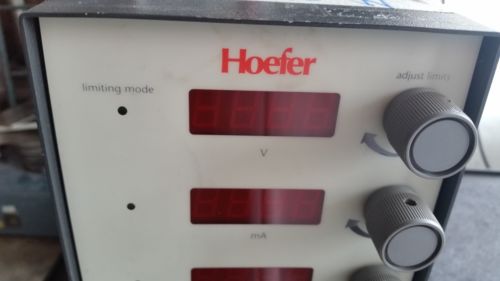 Hoefer
limiting mode
adjust limits
V
mA